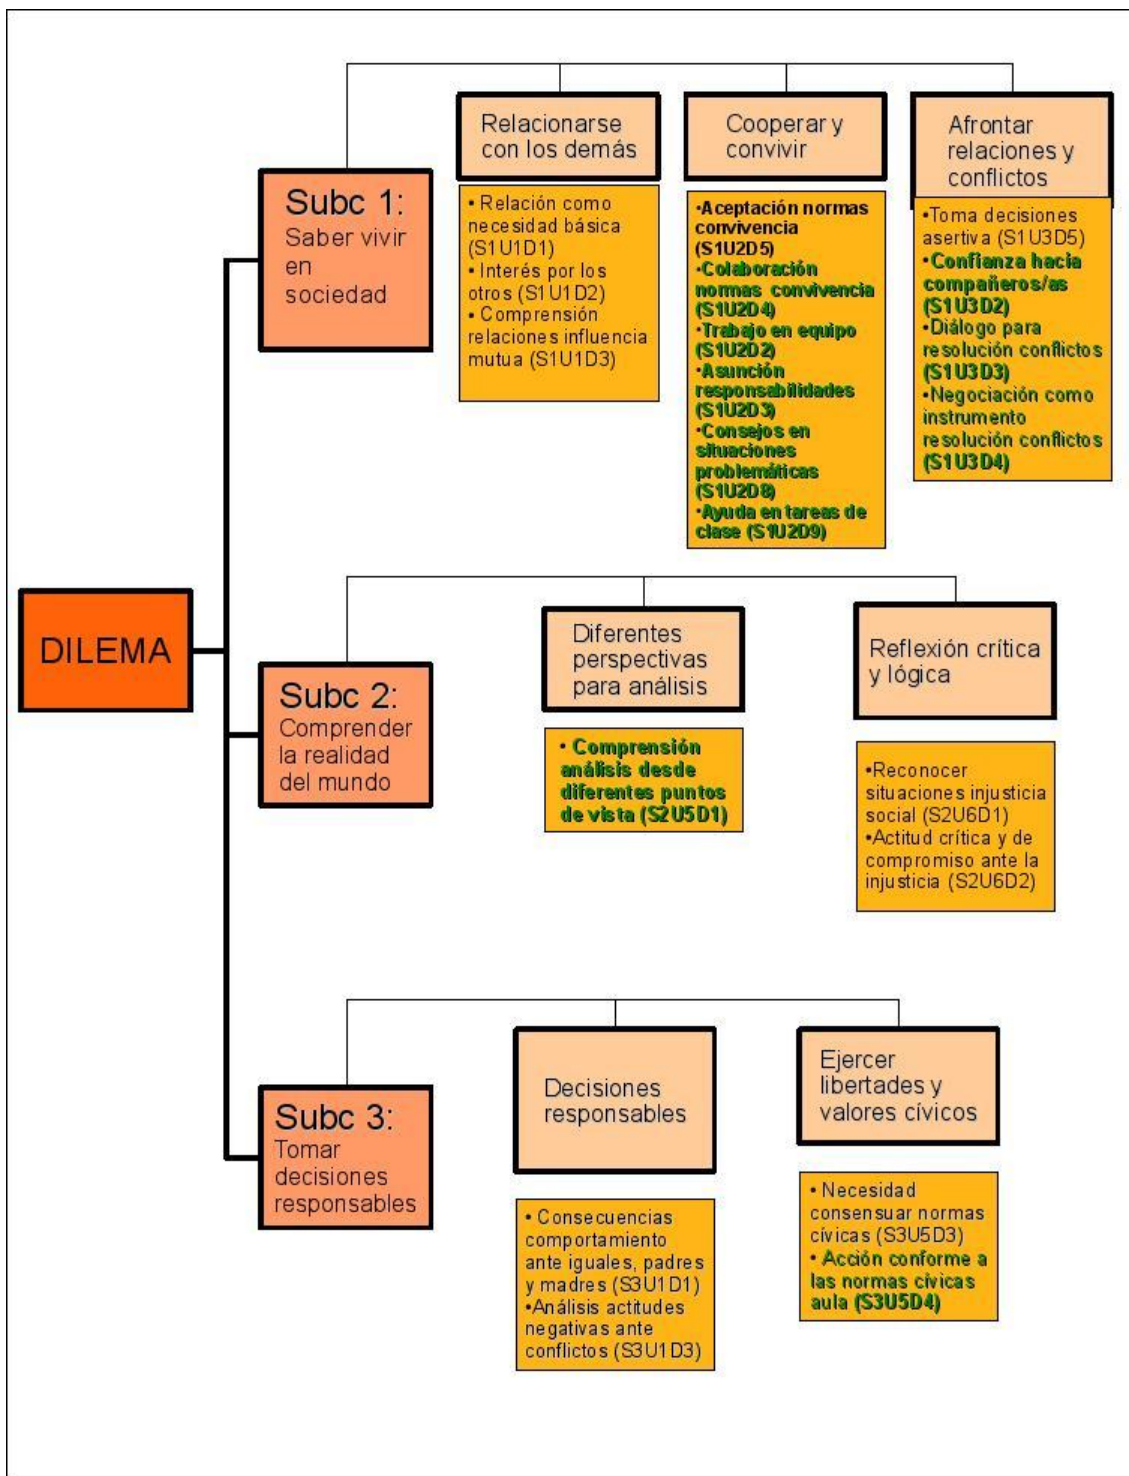 DILEMA
Subc 1:
Saber vivir
en
sociedad
Relacionarse
con los demás
• Relación como
necesidad básica
(S1U1D1)
• Interés por los
otros (S1U1D2)
• Comprensión
relaciones influencia
mutua (S1U1D3)
Cooperar y
convivir
•Aceptación normas
convivencia
(S1U2D5)
•Colaboración
normas convivencia
(S1U2D4)
•Trabajo en equipo
(S1U2D2)
•Asunción
responsabilidades
(S1U2D3)
•Consejos en
situaciones
problemáticas
(S1U2D8)
•Ayuda en tareas de
clase (S1U2D9)
Afrontar
relaciones y
conflictos
•Toma decisiones
asertiva (S1U3D5)
•Confianza hacia
compañeros/as
(S1U3D2)
•Diálogo para
resolución conflictos
(S1U3D3)
•Negociación como
instrumento
resolución conflictos
(S1U3D4)
Subc 2:
Comprender
la realidad
del mundo
Diferentes
perspectivas
para análisis
• Comprensión
análisis desde
diferentes puntos
de vista (S2U5D1)
Reflexión crítica
y lógica
•Reconocer
situaciones injusticia
social (S2U6D1)
•Actitud crítica y de
compromiso ante la
injusticia (S2U6D2)
Subc 3:
Tomar
decisiones
responsables
Decisiones
responsables
• Consecuencias
comportamiento
ante iguales, padres
y madres (S3U1D1)
•Análisis actitudes
negativas ante
conflictos (S3U1D3)
Ejercer
libertades y
valores cívicos
• Necesidad
consensuar normas
cívicas (S3U5D3)
• Acción conforme a
las normas cívicas
aula (S3U5D4)